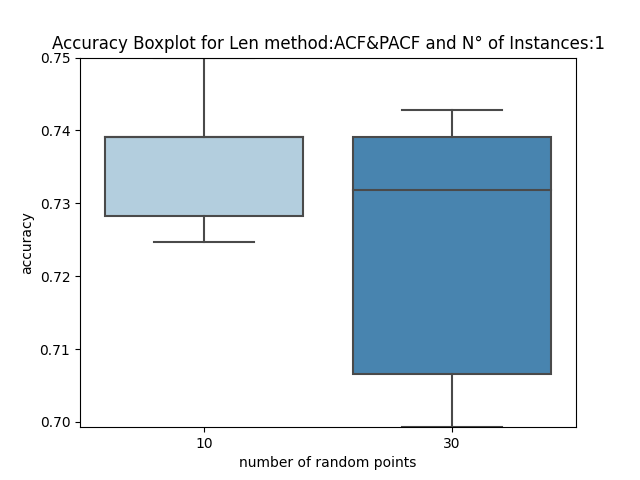 Accuracy Boxplot for Len method:ACF&PACF and N° of Instances:1
0.75
0.74
0.73
0.72
0.71
0.70
accuracy
10 30
number of random points